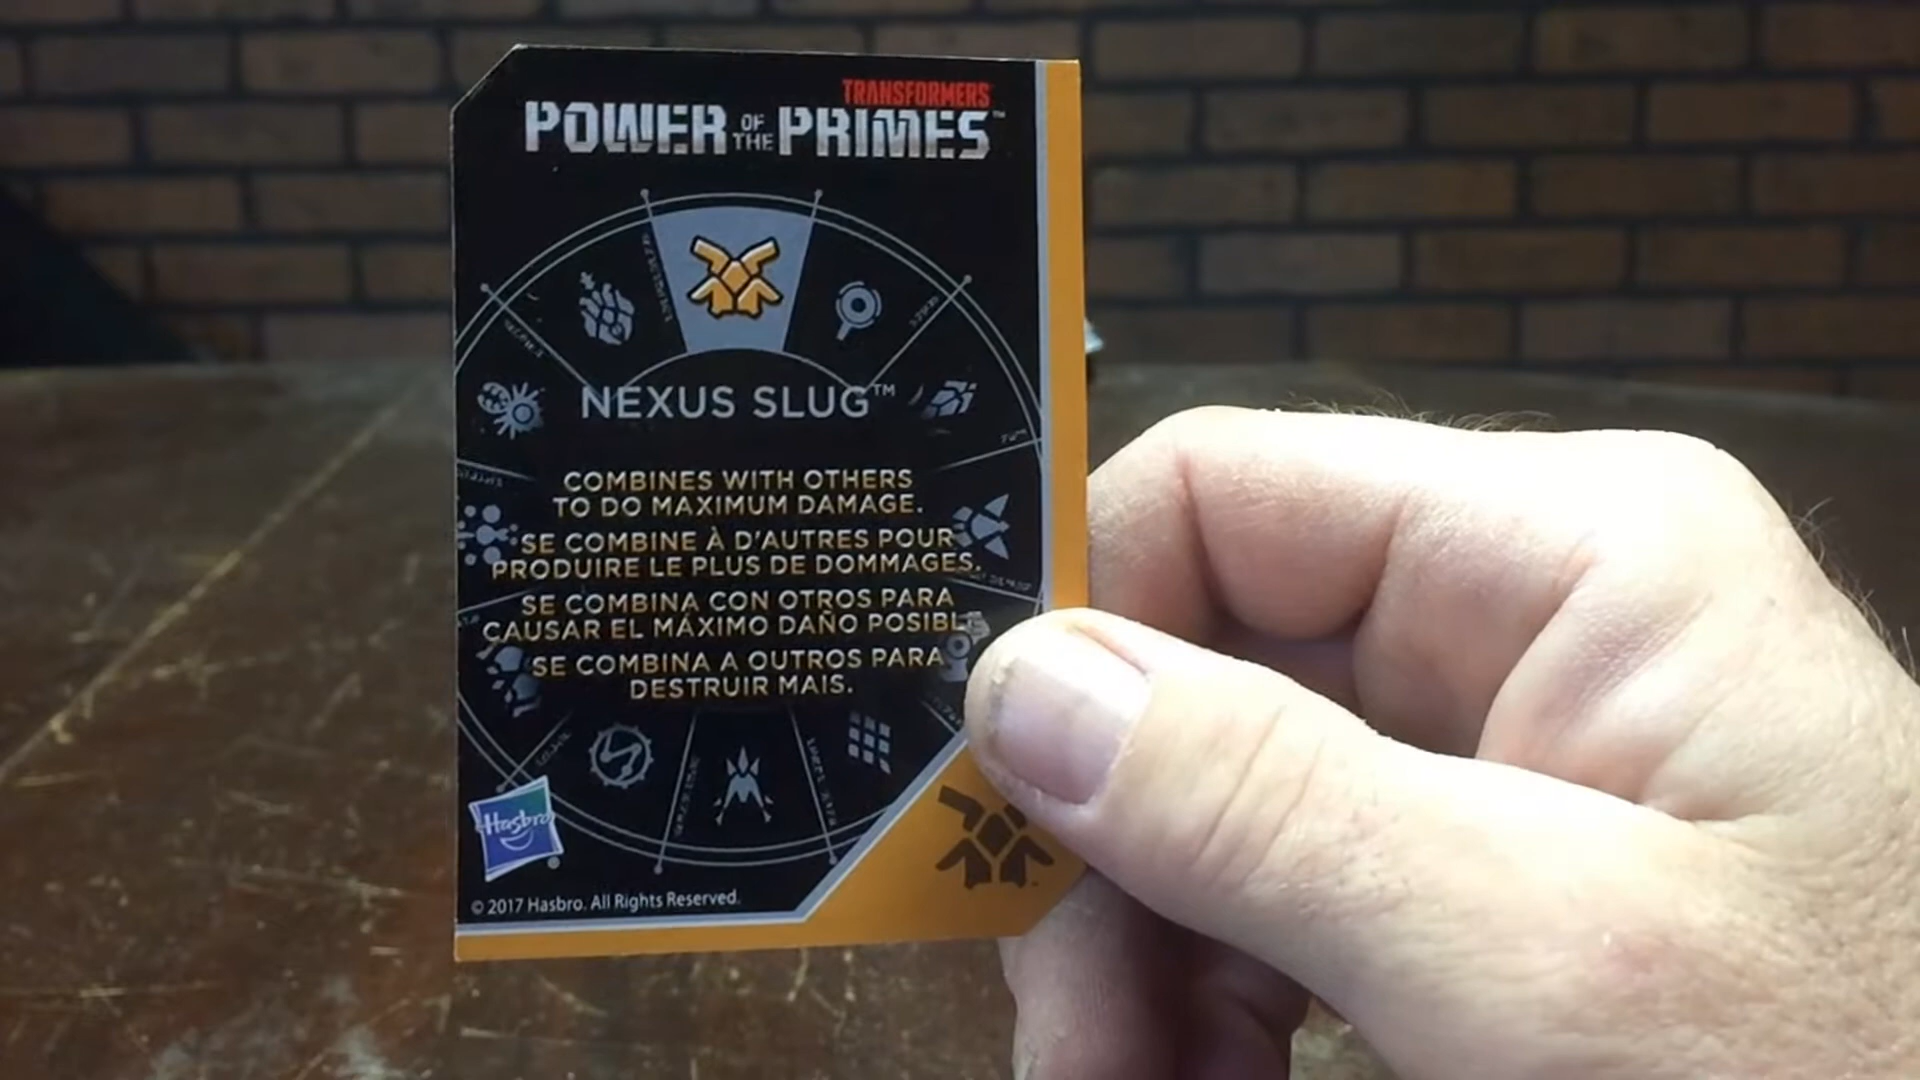 TRANSFORMERS
POWER OF THE PRIMES™
NEXUS SLUG™
COMBINES WITH OTHERS
TO DO MAXIMUM DAMAGE.
SE COMBINE À D'AUTRES POUR
PRODUIRE LE PLUS DE DOMMAGES.
SE COMBINA CON OTROS PARA
CAUSAR EL MÁXIMO DAÑO POSIBLE
SE COMBINA A OUTROS PARA
DESTRUIR MAIS.
Hasbro
© 2017 Hasbro. All Rights Reserved.